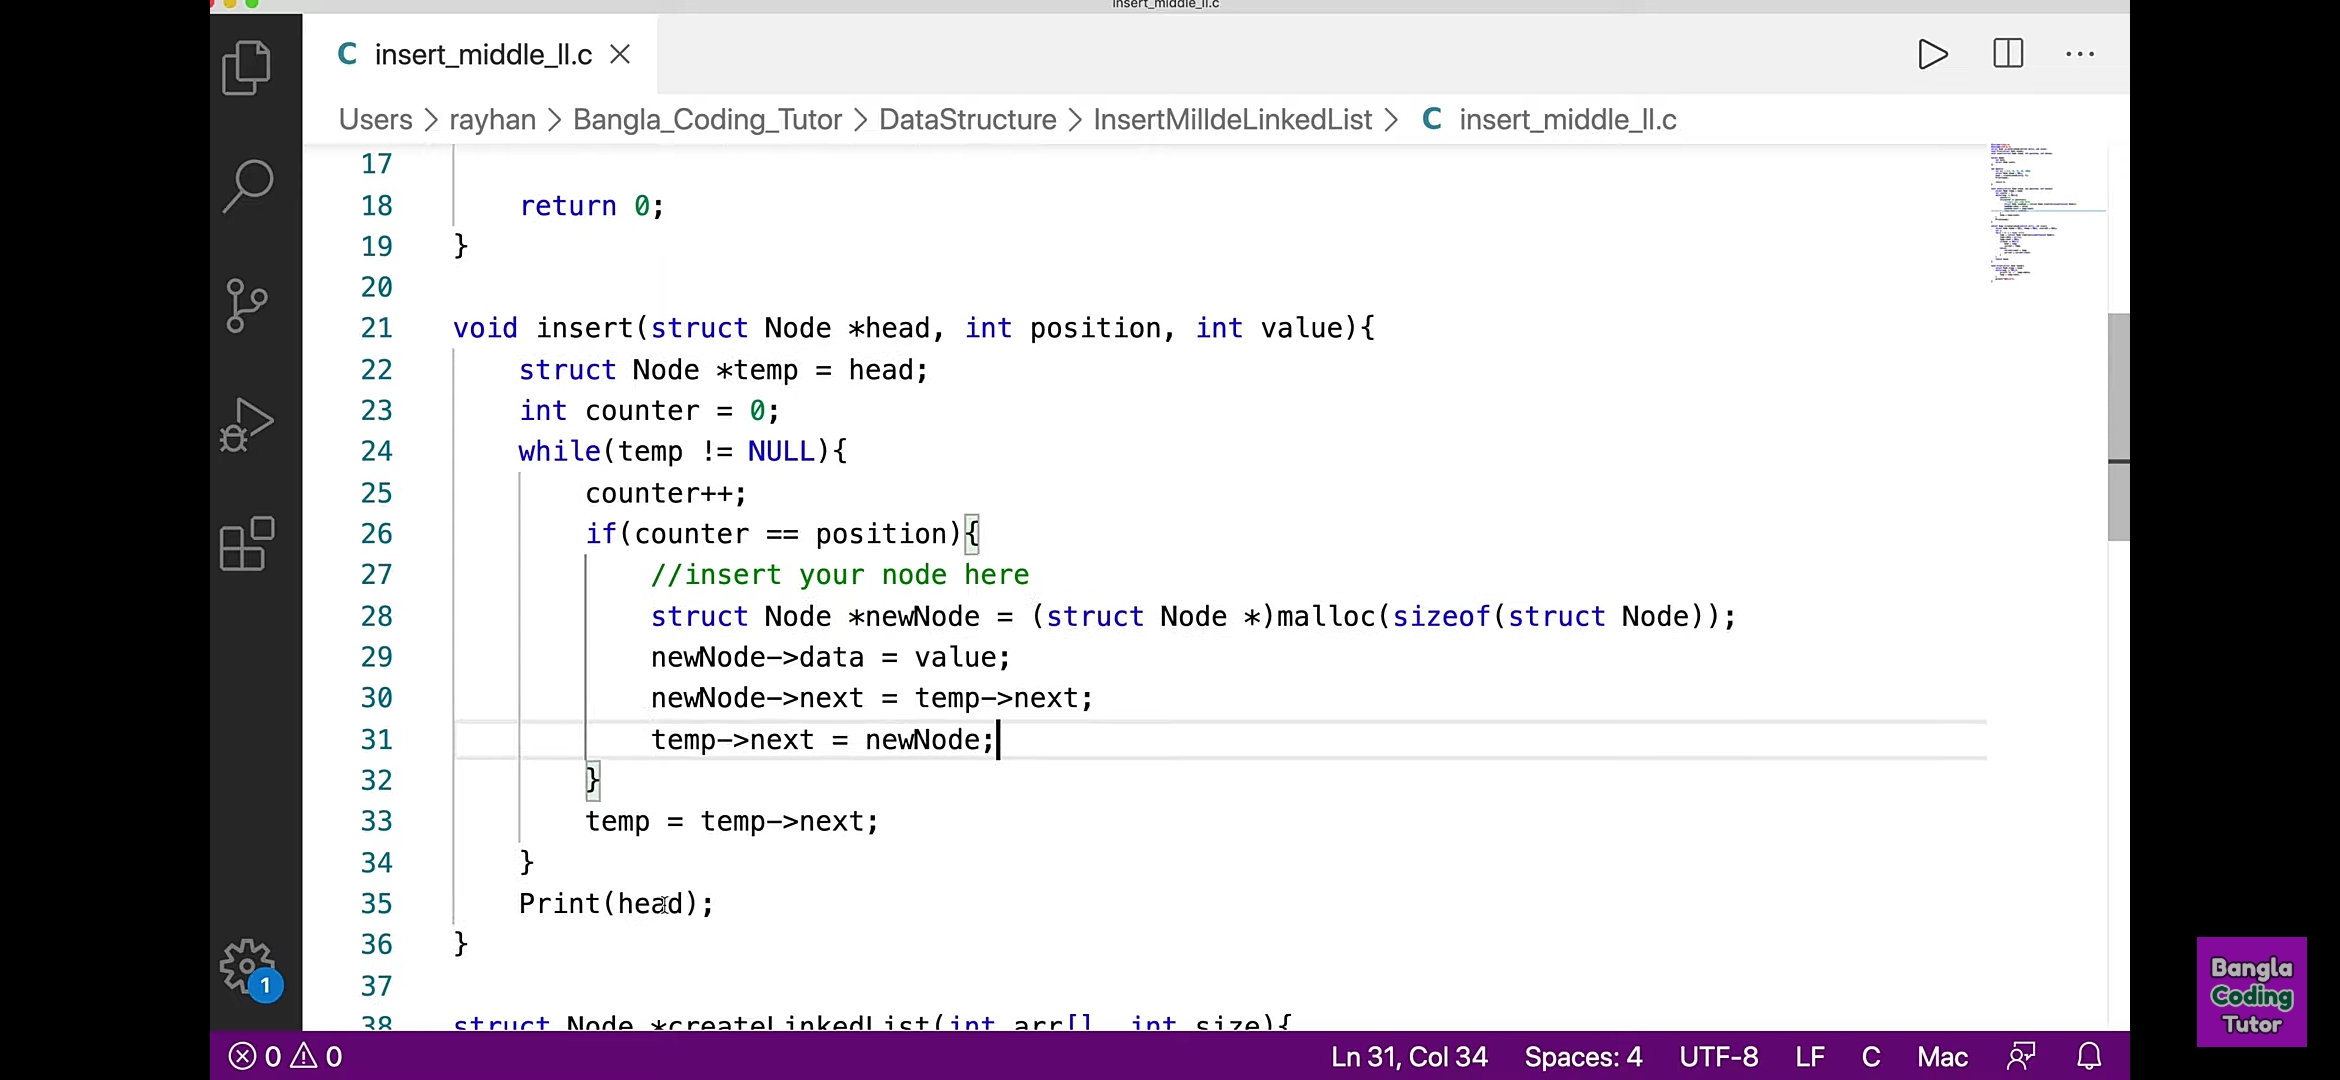 insert_middle_ll.c
C insert_middle_ll.c
Users > rayhan > Bangla_Coding_Tutor > DataStructure > InsertMilldeLinkedList > C insert_middle_ll.c
17
18 return 0;
19 }
20
21 void insert(struct Node *head, int position, int value){
22 struct Node *temp = head;
23 int counter = 0;
24 while(temp != NULL){
25 counter++;
26 if(counter == position){
27 //insert your node here
28 struct Node *newNode = (struct Node *)malloc(sizeof(struct Node));
29 newNode->data = value;
30 newNode->next = temp->next;
31 temp->next = newNode;
32 }
33 temp = temp->next;
34 }
35 Print(head);
36 }
37
38 struct Node *createLinkedList(int arr[], int size){
1
0 0
Ln 31, Col 34 Spaces: 4 UTF-8 LF C Mac
Bangla
Coding
Tutor